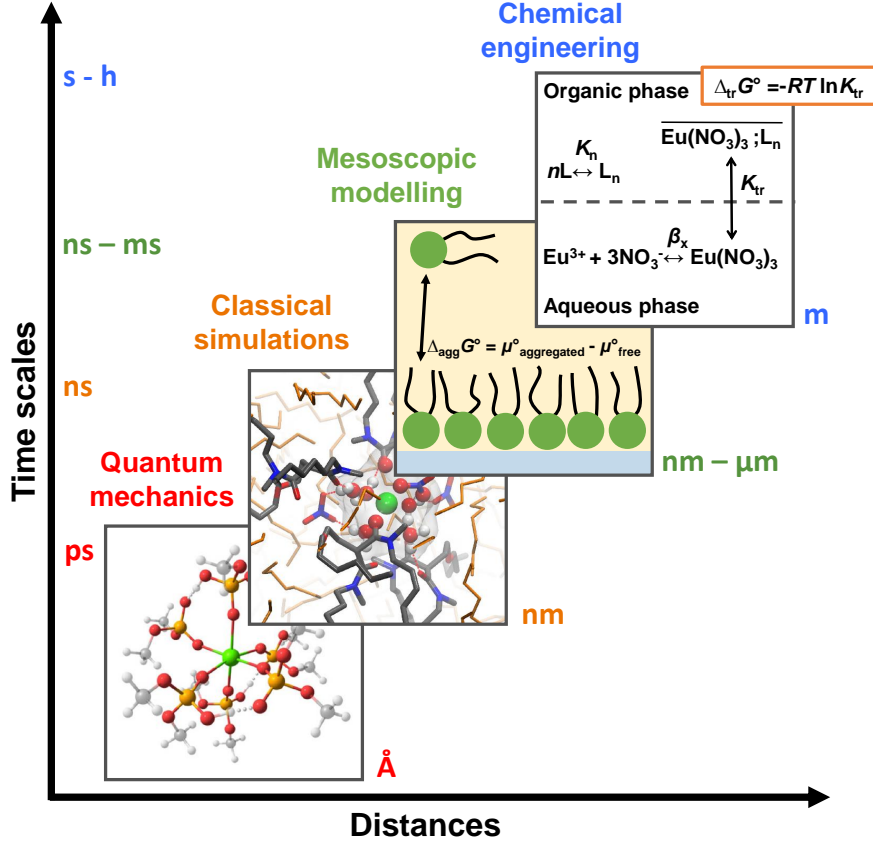 Chemical
engineering
s - h
Organic phase
Δtr G° =-RT ln Ktr
Eu(NO3)3 ;Ln
Kn
nL ↔ Ln
Ktr
Mesoscopic
modelling
ns – ms
βx
Eu3+ + 3NO3- ↔ Eu(NO3)3
Aqueous phase
m
Classical
simulations
Δagg G° = μ°aggregated - μ°free
ns
nm – μm
Quantum
mechanics
ps
nm
Å
Time scales
Distances